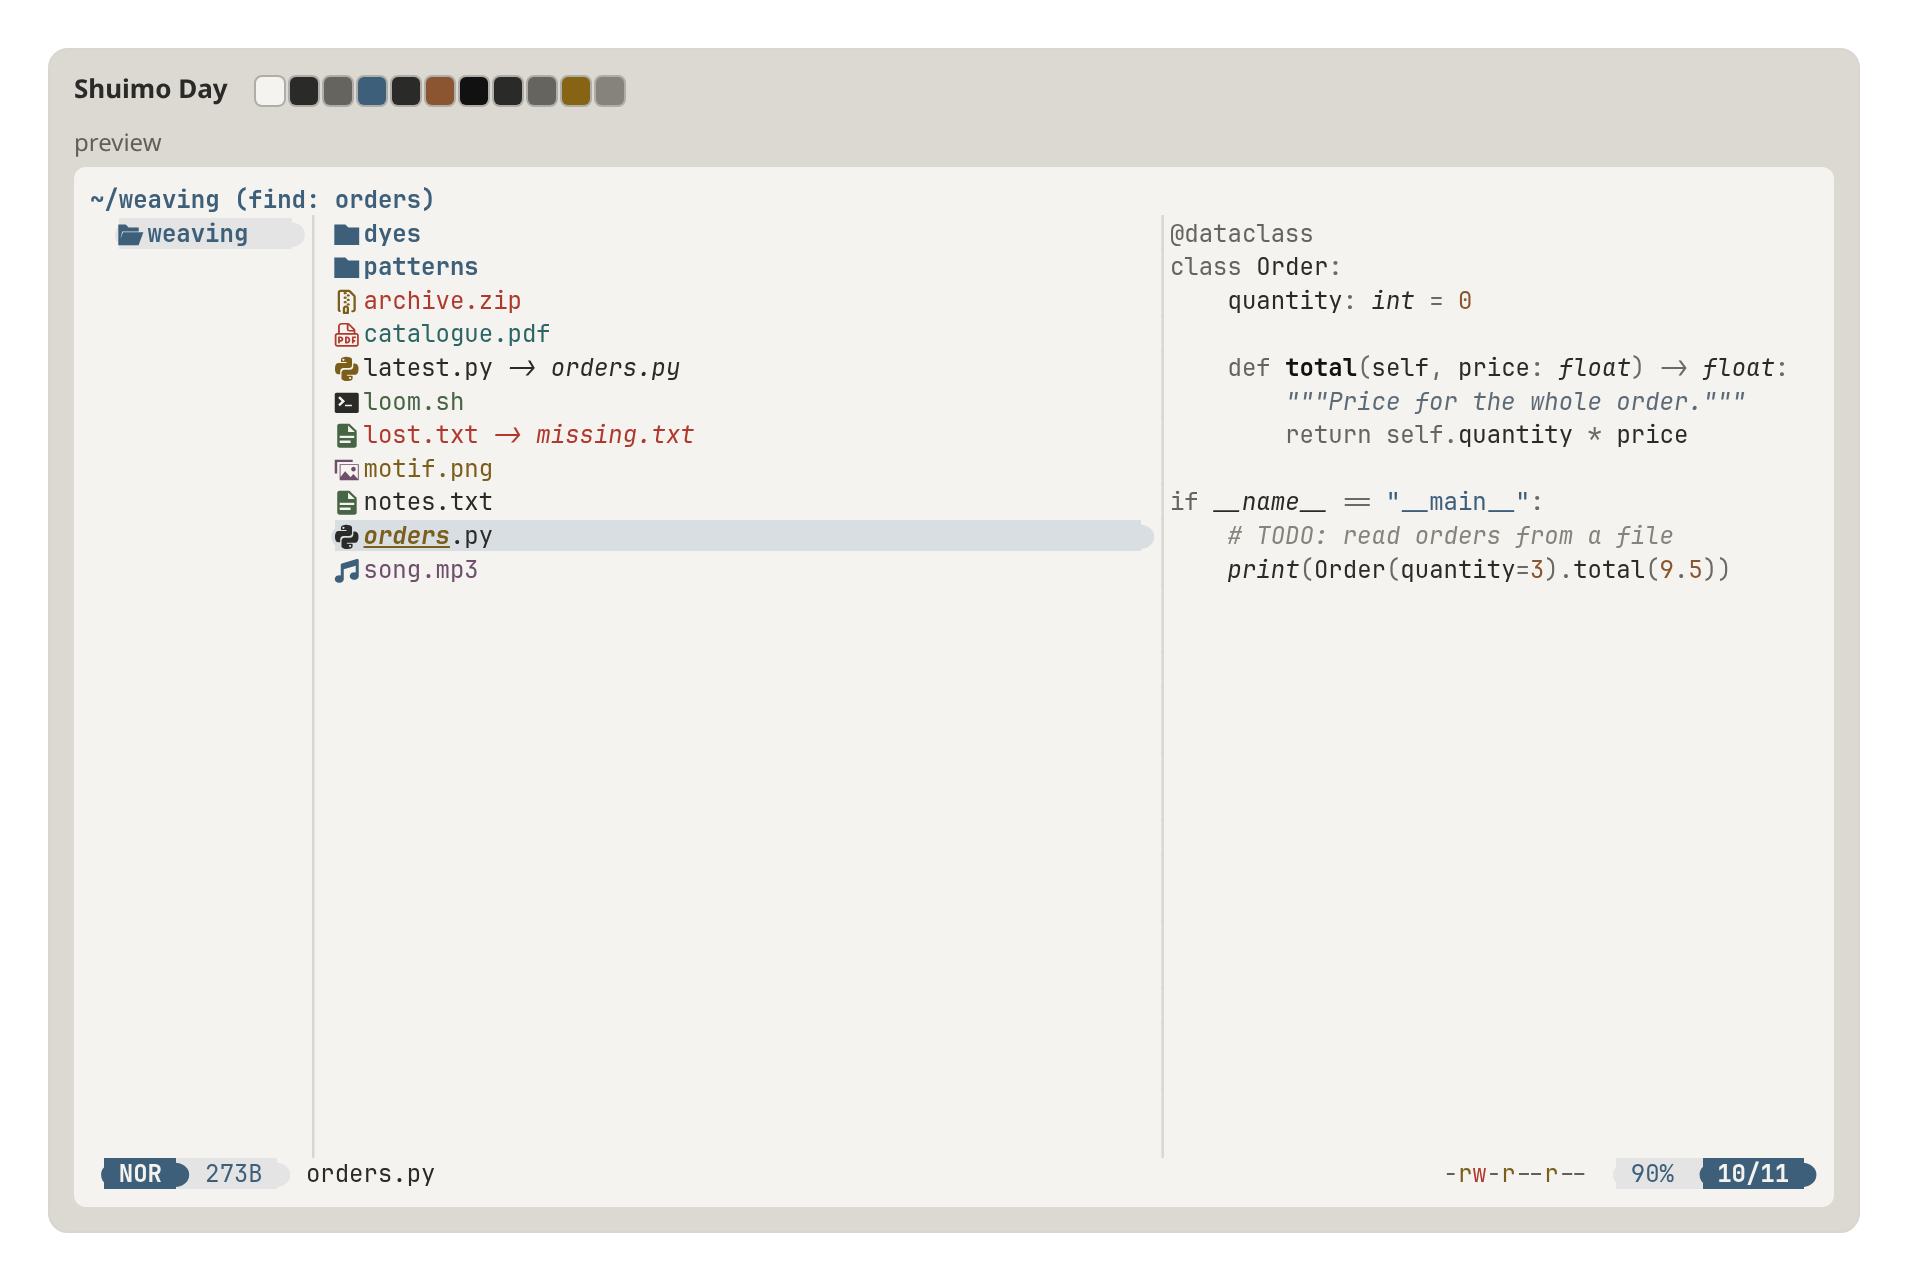 Shuimo Day
preview
~/weaving (find: orders)
weaving
dyes
patterns
archive.zip
catalogue.pdf
latest.py -> orders.py
loom.sh
lost.txt -> missing.txt
motif.png
notes.txt
orders.py
song.mp3
@dataclass
class Order:
    quantity: int = 0
    def total(self, price: float) -> float:
        """Price for the whole order."""
        return self.quantity * price
if __name__ == "__main__":
    # TODO: read orders from a file
    print(Order(quantity=3).total(9.5))
NOR 273B orders.py -rw-r--r-- 90% 10/11